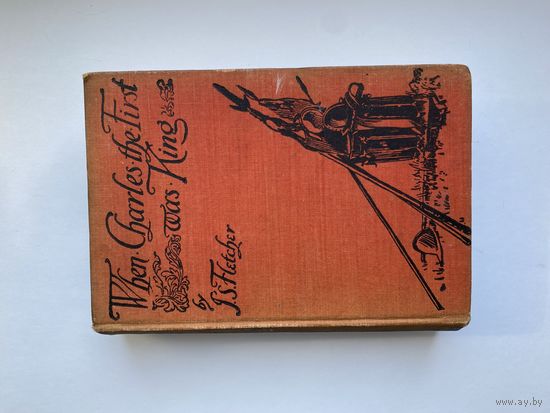 When · Charles · the First
was · King
by
J.S. Fletcher
www.ay.by